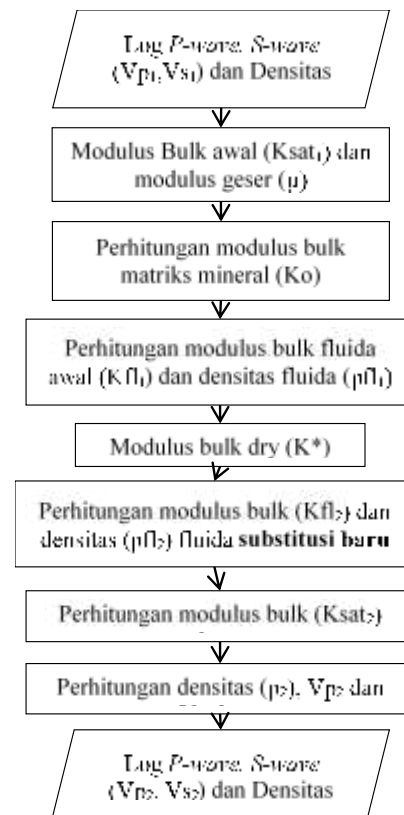 Log P-wave, S-wave
(Vp₁,Vs₁) dan Densitas
Modulus Bulk awal (Ksat₁) dan
modulus geser (μ)
Perhitungan modulus bulk
matriks mineral (Ko)
Perhitungan modulus bulk fluida
awal (Kfl₁) dan densitas fluida (ρfl₁)
Modulus bulk dry (K*)
Perhitungan modulus bulk (Kfl₂) dan
densitas (ρfl₂) fluida substitusi baru
Perhitungan modulus bulk (Ksat₂)
Perhitungan densitas (ρ₂), Vp₂ dan
Log P-wave, S-wave
(Vp₂, Vs₂) dan Densitas